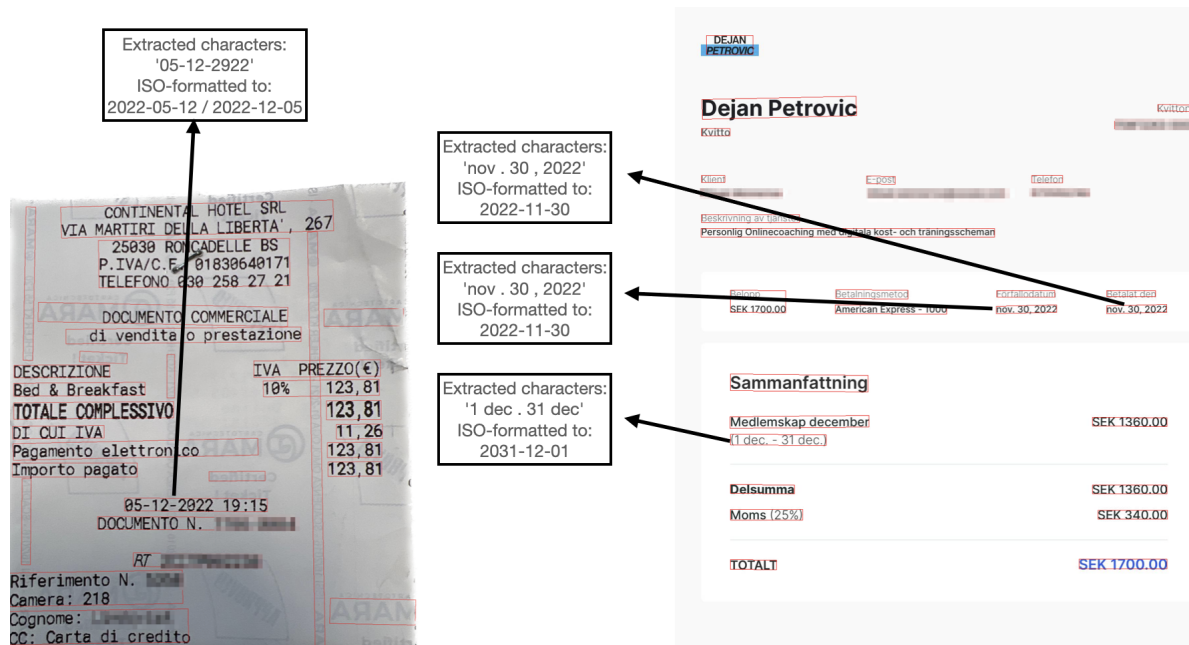 Extracted characters:
'05-12-2922'
ISO-formatted to:
2022-05-12 / 2022-12-05
CONTINENTAL HOTEL SRL
VIA MARTIRI DELLA LIBERTA', 267
25030 RONCADELLE BS
P.IVA/C.F. 01830640171
TELEFONO 030 258 27 21
DOCUMENTO COMMERCIALE
di vendita o prestazione
DESCRIZIONE IVA PREZZO(€)
Bed & Breakfast 10% 123,81
TOTALE COMPLESSIVO 123,81
DI CUI IVA 11,26
Pagamento elettronico 123,81
Importo pagato 123,81
05-12-2022 19:15
DOCUMENTO N.
RT
Riferimento N.
Camera: 218
Cognome:
CC: Carta di credito
Extracted characters:
'nov . 30 , 2022'
ISO-formatted to:
2022-11-30
Extracted characters:
'nov . 30 , 2022'
ISO-formatted to:
2022-11-30
Extracted characters:
'1 dec . 31 dec'
ISO-formatted to:
2031-12-01
DEJAN
PETROVIC
Dejan Petrovic
Kvitto
Kvitton
Klient E-post Telefon
Beskrivning av tjänst
Personlig Onlinecoaching med digitala kost- och träningsscheman
Belopp Betalningsmetod Förfallodatum Betalat den
SEK 1700.00 American Express - 1000 nov. 30, 2022 nov. 30, 2022
Sammanfattning
Medlemskap december SEK 1360.00
(1 dec. - 31 dec.)
Delsumma SEK 1360.00
Moms (25%) SEK 340.00
TOTALT SEK 1700.00